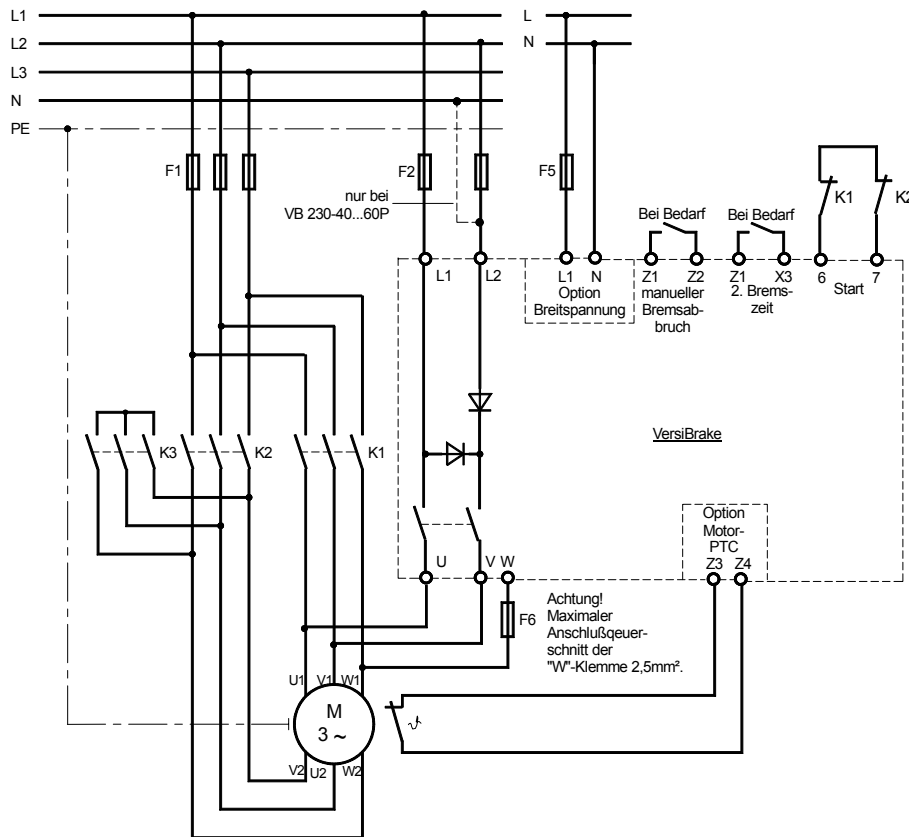 L1
L
L2
N
L3
N
PE
F1
F2
F5
nur bei
VB 230-40...60P
Bei Bedarf
Bei Bedarf
K1
K2
L1
L2
L1
N
Z1
Z2
Z1
X3
6
7
Option
Breitspannung
manueller
Bremsab-
bruch
2. Brems-
zeit
Start
VersiBrake
K3
K2
K1
Option
Motor-
PTC
Z3
Z4
U
V
W
F6
Achtung!
Maximaler
Anschlußqeuer-
schnitt der
"W"-Klemme 2,5mm².
U1
V1
W1
M
3 ~
ϑ
V2
U2
W2